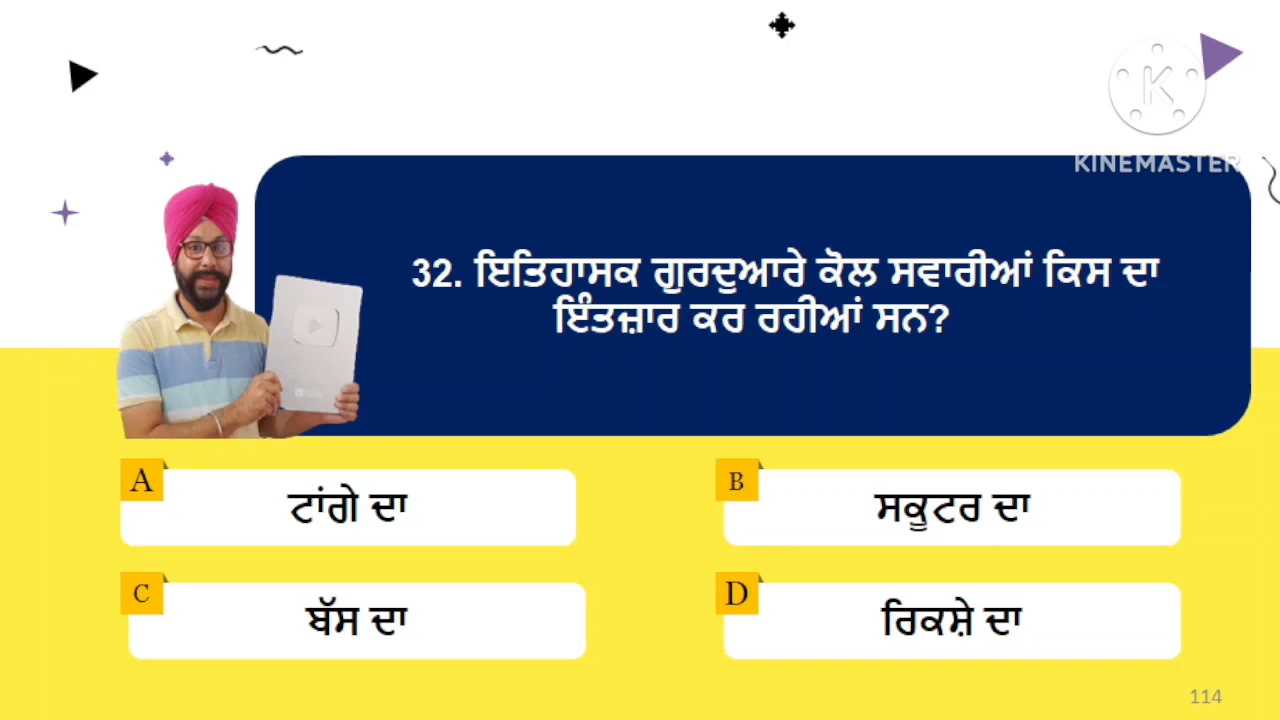 KINEMASTER
32. ਇਤਿਹਾਸਕ ਗੁਰਦੁਆਰੇ ਕੋਲ ਸਵਾਰੀਆਂ ਕਿਸ ਦਾ
ਇੰਤਜ਼ਾਰ ਕਰ ਰਹੀਆਂ ਸਨ?
A ਟਾਂਗੇ ਦਾ
B ਸਕੂਟਰ ਦਾ
C ਬੱਸ ਦਾ
D ਰਿਕਸ਼ੇ ਦਾ
114